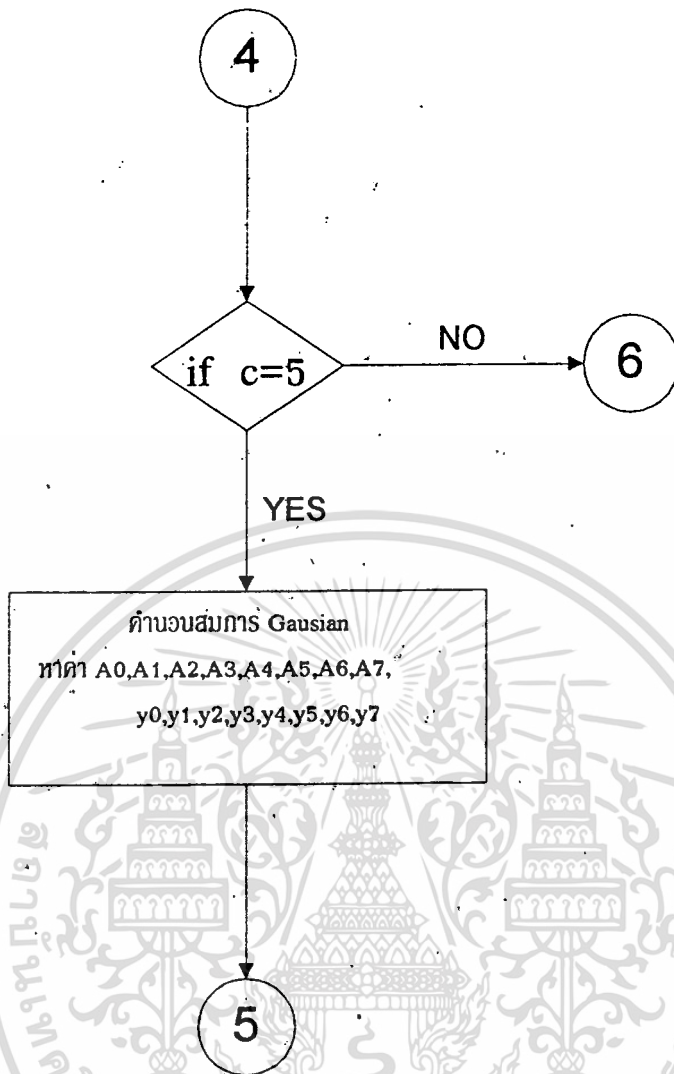 4
if c=5
NO
6
YES
คำนวนสมการ Gausian
หาค่า A0,A1,A2,A3,A4,A5,A6,A7,
y0,y1,y2,y3,y4,y5,y6,y7
5